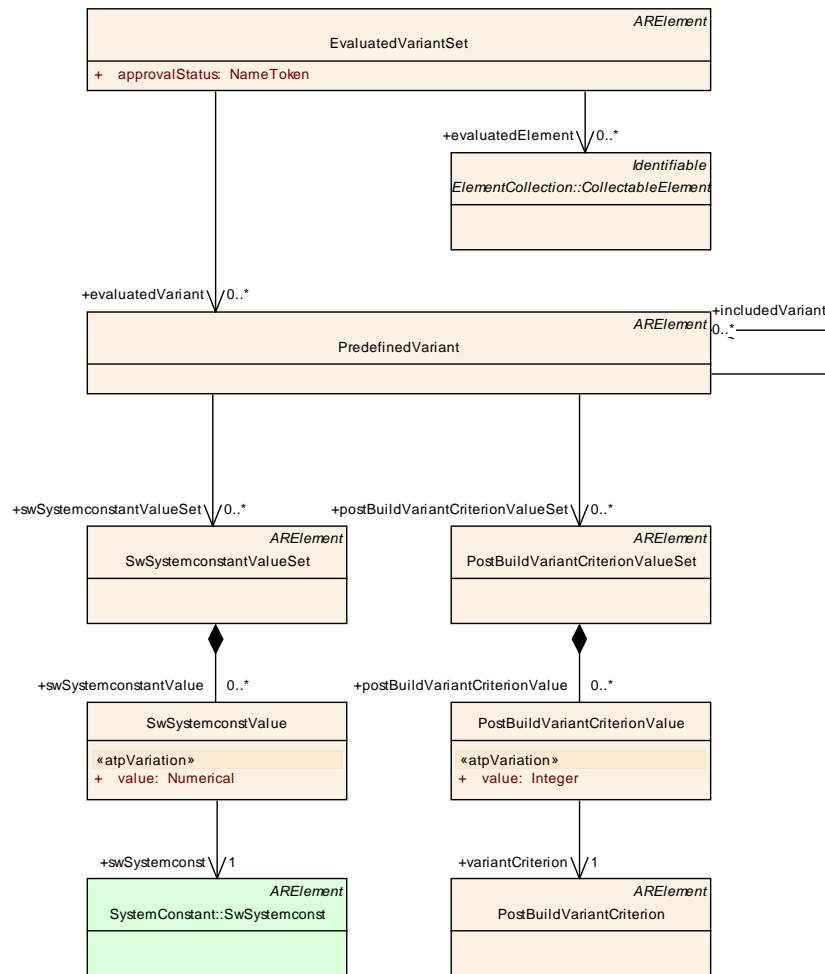 ARElement
EvaluatedVariantSet
+ approvalStatus: NameToken
+evaluatedElement 0..*
Identifiable
ElementCollection::CollectableElement
+evaluatedVariant 0..*
+includedVariant
ARElement
0..*
PredefinedVariant
+swSystemconstantValueSet 0..*
+postBuildVariantCriterionValueSet 0..*
ARElement
SwSystemconstantValueSet
ARElement
PostBuildVariantCriterionValueSet
+swSystemconstantValue 0..*
+postBuildVariantCriterionValue 0..*
SwSystemconstValue
PostBuildVariantCriterionValue
«atpVariation»
+ value: Numerical
«atpVariation»
+ value: Integer
+swSystemconst 1
+variantCriterion 1
ARElement
SystemConstant::SwSystemconst
ARElement
PostBuildVariantCriterion